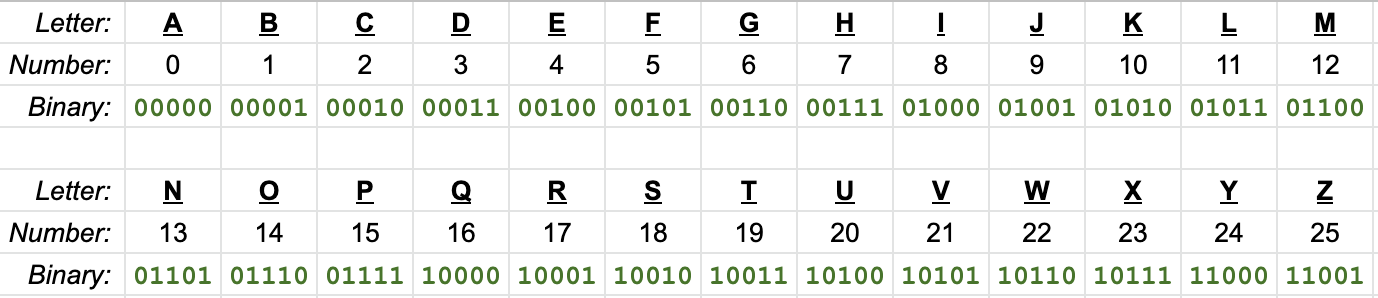 Letter: A B C D E F G H I J K L M
Number: 0 1 2 3 4 5 6 7 8 9 10 11 12
Binary: 00000 00001 00010 00011 00100 00101 00110 00111 01000 01001 01010 01011 01100
Letter: N O P Q R S T U V W X Y Z
Number: 13 14 15 16 17 18 19 20 21 22 23 24 25
Binary: 01101 01110 01111 10000 10001 10010 10011 10100 10101 10110 10111 11000 11001